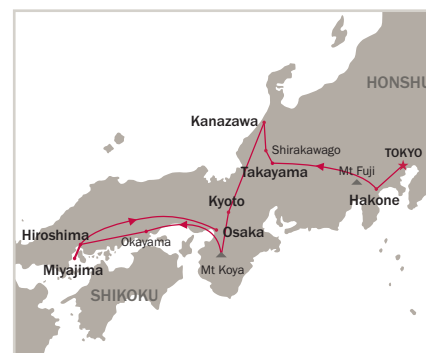 HONSHU
Kanazawa
Shirakawago
TOKYO
Takayama
Mt Fuji
Hakone
Kyoto
Hiroshima
Osaka
Okayama
Miyajima
Mt Koya
SHIKOKU